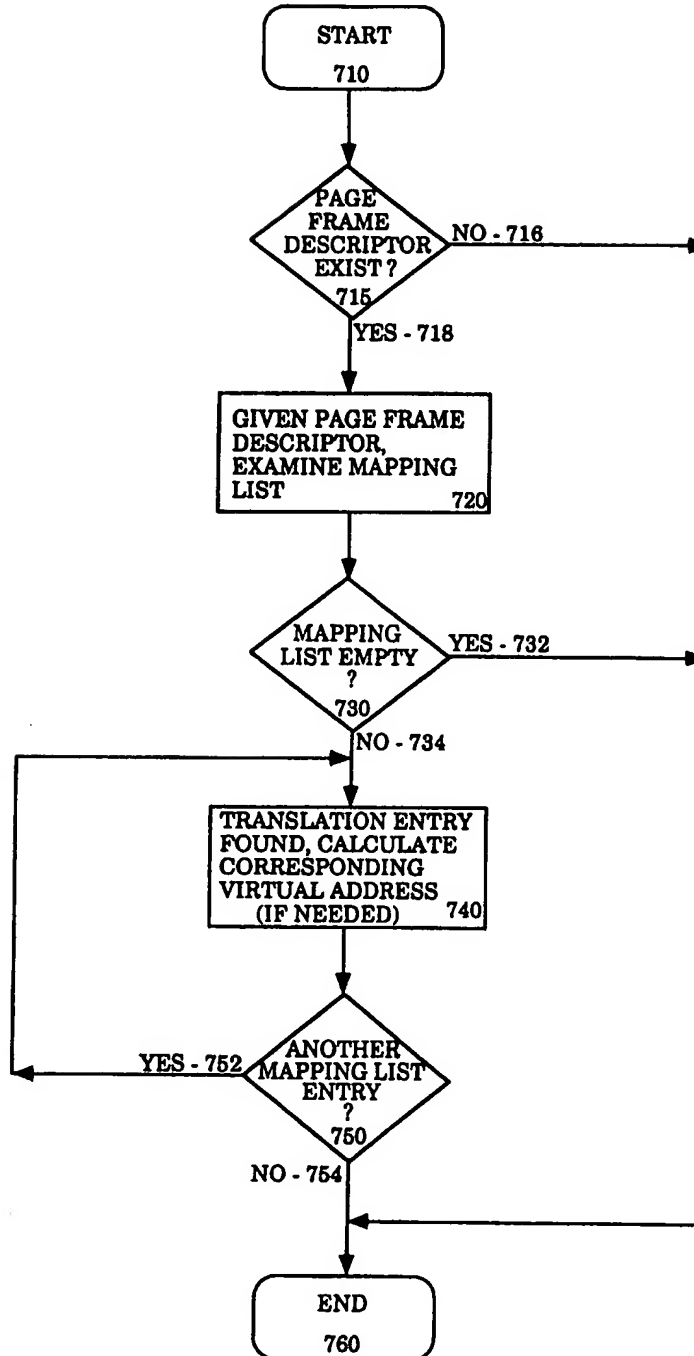 START
710
PAGE
FRAME
DESCRIPTOR
EXIST ?
715
NO - 716
YES - 718
GIVEN PAGE FRAME
DESCRIPTOR,
EXAMINE MAPPING
LIST
720
MAPPING
LIST EMPTY
?
730
YES - 732
NO - 734
TRANSLATION ENTRY
FOUND, CALCULATE
CORRESPONDING
VIRTUAL ADDRESS
(IF NEEDED)
740
YES - 752
ANOTHER
MAPPING LIST
ENTRY
?
750
NO - 754
END
760